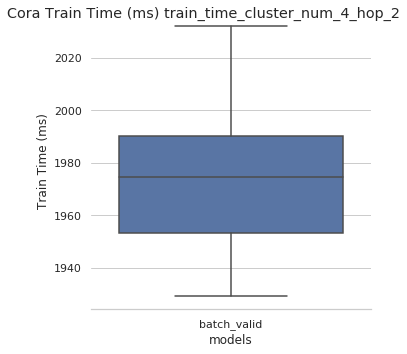 Cora Train Time (ms) train_time_cluster_num_4_hop_2
2020
2000
1980
1960
1940
Train Time (ms)
batch_valid
models